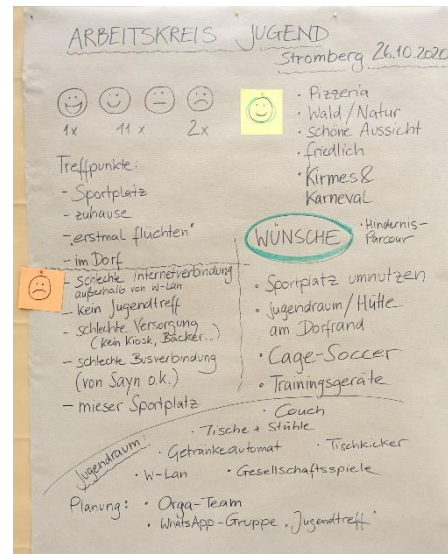 ARBEITSKREIS JUGEND
Stromberg 26.10.2020
1x 11x 2x
· Pizzeria
· Wald/Natur
· schöne Aussicht
· friedlich
· Kirmes &
Karneval
Treffpunkte:
- Sportplatz
- zuhause
- "erstmal fluchten"
- im Dorf
- schlechte Internetverbindung
außerhalb von W-Lan
- kein Jugendtreff
- schlechte Versorgung
(kein Kiosk, Bäcker..)
- schlechte Busverbindung
(von Sayn o.k.)
- mieser Sportplatz
WÜNSCHE
· Hindernis-
Parcour
· Sportplatz umnutzen
· Jugendraum/Hütte
am Dorfrand
· Cage-Soccer
· Trainingsgeräte
Jugendraum:
· Couch
· Tische + Stühle
· Getränkeautomat
· Tischkicker
· W-Lan
· Gesellschaftsspiele
Planung: · Orga-Team
· WhatsApp-Gruppe "Jugendtreff"